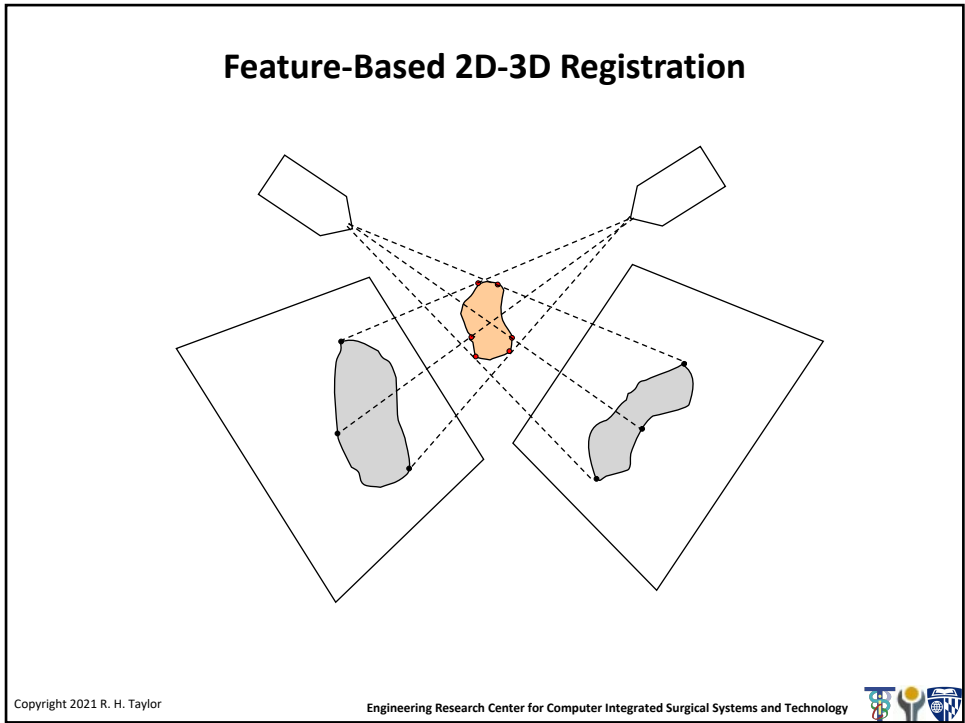 Feature-Based 2D-3D Registration
Copyright 2021 R. H. Taylor
Engineering Research Center for Computer Integrated Surgical Systems and Technology